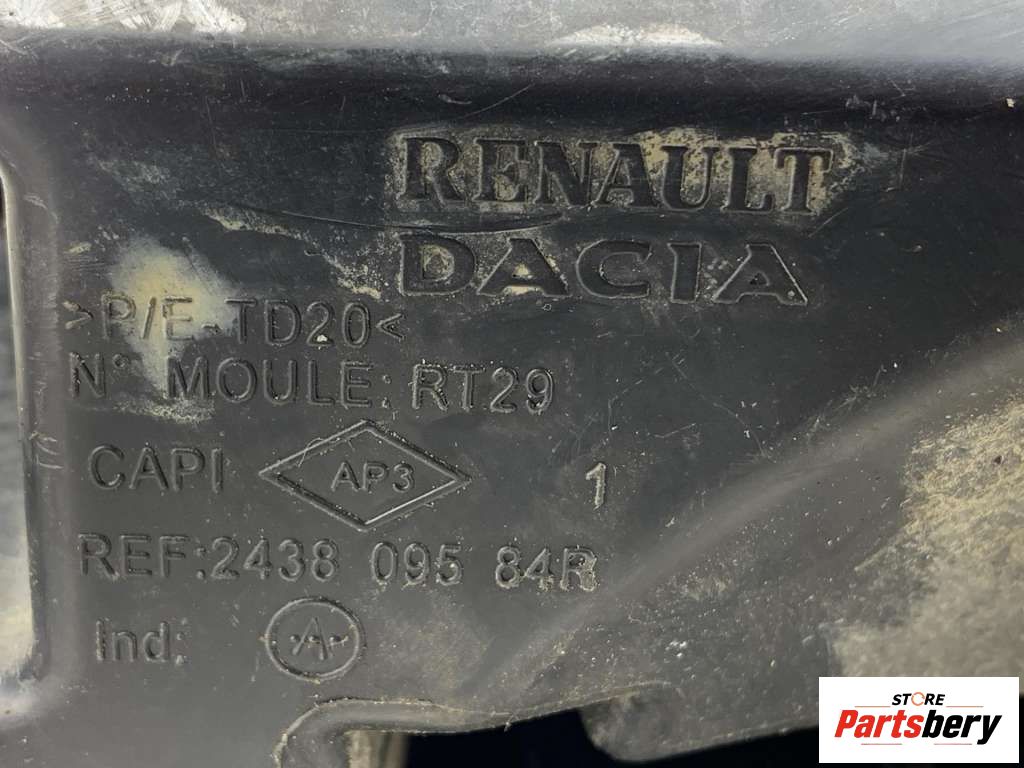 RENAULT
DACIA
>P/E-TD20<
N° MOULE: RT29
CAPI AP3 1
REF:2438 095 84R
Ind: A
STORE
Partsbery